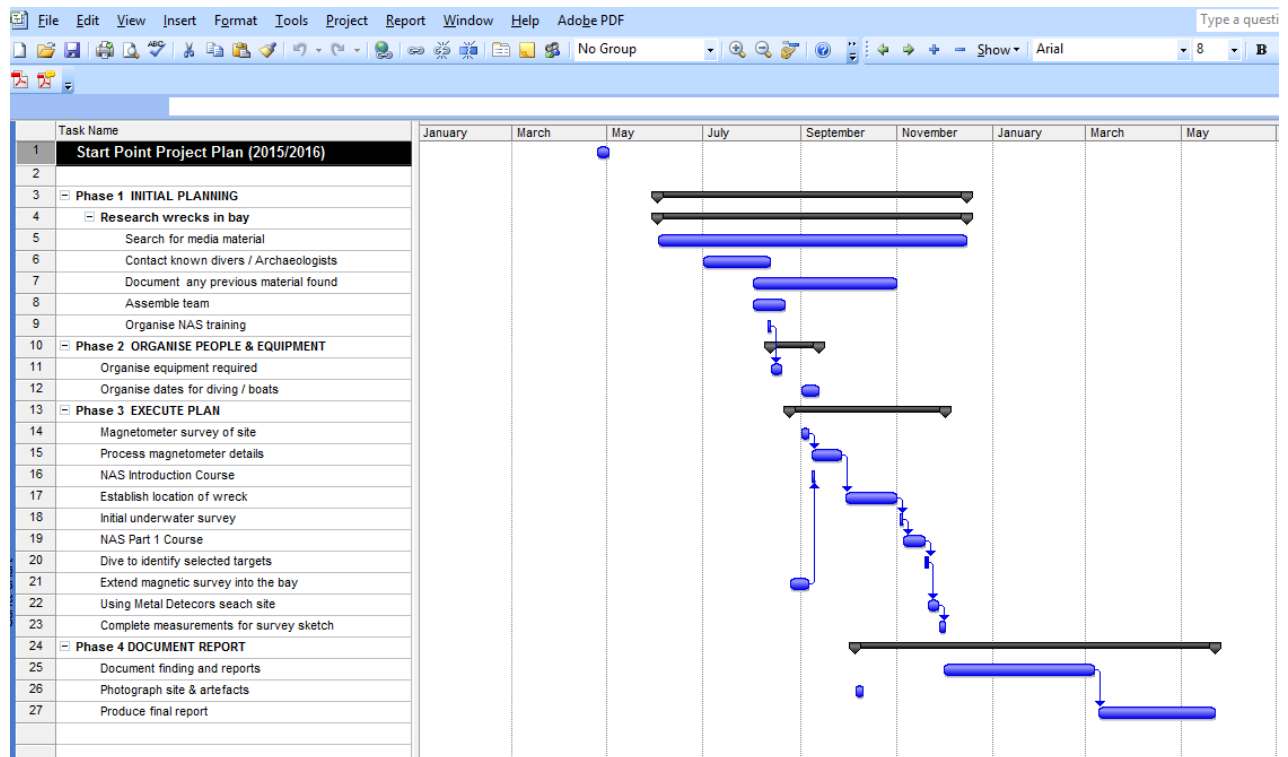 File Edit View Insert Format Tools Project Report Window Help Adobe PDF Type a questi
No Group Show Arial 8 B
Task Name January March May July September November January March May
1 Start Point Project Plan (2015/2016)
2
3 Phase 1 INITIAL PLANNING
4 Research wrecks in bay
5 Search for media material
6 Contact known divers / Archaeologists
7 Document any previous material found
8 Assemble team
9 Organise NAS training
10 Phase 2 ORGANISE PEOPLE & EQUIPMENT
11 Organise equipment required
12 Organise dates for diving / boats
13 Phase 3 EXECUTE PLAN
14 Magnetometer survey of site
15 Process magnetometer details
16 NAS Introduction Course
17 Establish location of wreck
18 Initial underwater survey
19 NAS Part 1 Course
20 Dive to identify selected targets
21 Extend magnetic survey into the bay
22 Using Metal Detecors seach site
23 Complete measurements for survey sketch
24 Phase 4 DOCUMENT REPORT
25 Document finding and reports
26 Photograph site & artefacts
27 Produce final report